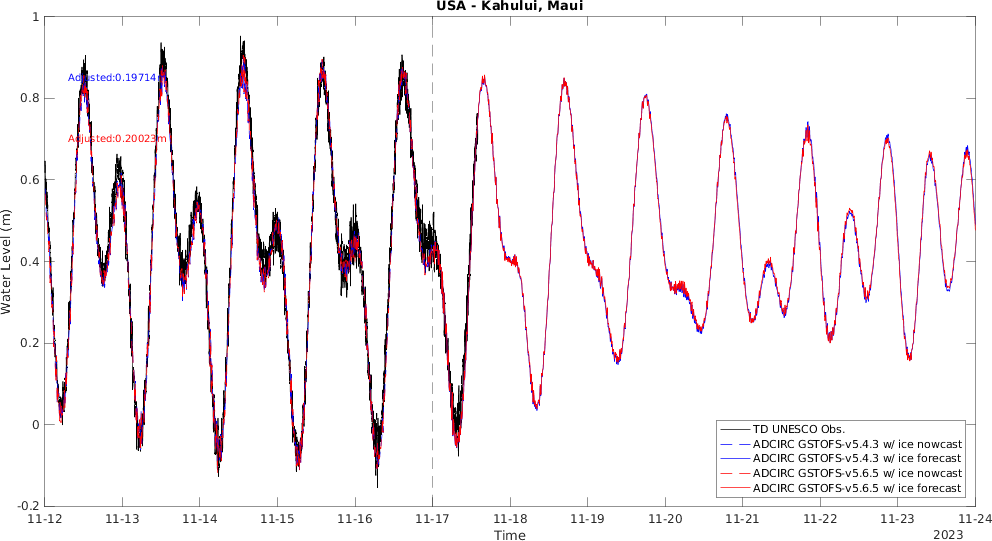 USA - Kahului, Maui
Water Level (m)
1
0.8
0.6
0.4
0.2
0
-0.2
Adjusted:0.19714m
Adjusted:0.20023m
TD UNESCO Obs.
ADCIRC GSTOFS-v5.4.3 w/ ice nowcast
ADCIRC GSTOFS-v5.4.3 w/ ice forecast
ADCIRC GSTOFS-v5.6.5 w/ ice nowcast
ADCIRC GSTOFS-v5.6.5 w/ ice forecast
11-12 11-13 11-14 11-15 11-16 11-17 11-18 11-19 11-20 11-21 11-22 11-23 11-24
Time
2023